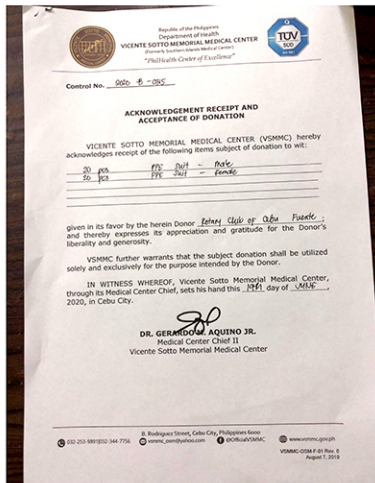 Republic of the Philippines
Department of Health
VICENTE SOTTO MEMORIAL MEDICAL CENTER
(Formerly Southern Islands Medical Center)
"PhilHealth Center of Excellence"
TÜV
SÜD
Control No. 2020 - B - 0315
ACKNOWLEDGEMENT RECEIPT AND
ACCEPTANCE OF DONATION
VICENTE SOTTO MEMORIAL MEDICAL CENTER (VSMMC) hereby
acknowledges receipt of the following items subject of donation to wit:
20 pcs PPE Suit - Male
20 pcs PPE Suit - Female
given in its favor by the herein Donor Rotary Club of Cebu Fuente ;
and thereby expresses its appreciation and gratitude for the Donor's
liberality and generosity.
VSMMC further warrants that the subject donation shall be utilized
solely and exclusively for the purpose intended by the Donor.
IN WITNESS WHEREOF, Vicente Sotto Memorial Medical Center,
through its Medical Center Chief, sets his hand this 19th day of JUNE,
2020, in Cebu City.
DR. GERARDO M. AQUINO JR.
Medical Center Chief II
Vicente Sotto Memorial Medical Center
B. Rodriguez Street, Cebu City, Philippines 6000
032-253-9891|032-344-7756 vsmmc_osm@yahoo.com @OfficialVSMMC www.vsmmc.gov.ph
VSMMC-OSM-F-01 Rev. 0
August 7, 2019